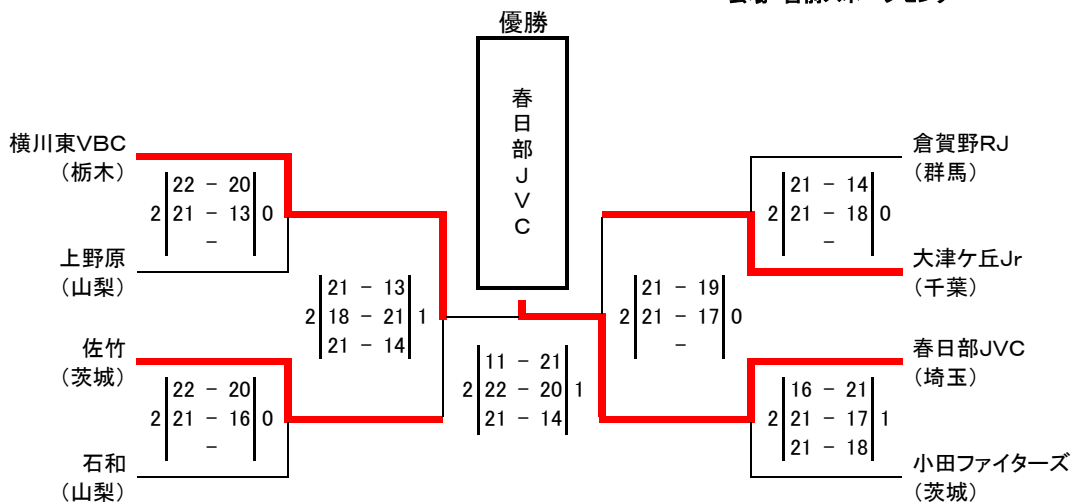 優勝
春日部JVC
横川東VBC
(栃木)
22 - 20
2 21 - 13 0
-
上野原
(山梨)
21 - 13
2 18 - 21 1
21 - 14
佐竹
(茨城)
22 - 20
2 21 - 16 0
-
石和
(山梨)
11 - 21
2 22 - 20 1
21 - 14
倉賀野RJ
(群馬)
21 - 14
2 21 - 18 0
-
大津ケ丘Jr
(千葉)
21 - 19
2 21 - 17 0
-
春日部JVC
(埼玉)
16 - 21
2 21 - 17 1
21 - 18
小田ファイターズ
(茨城)